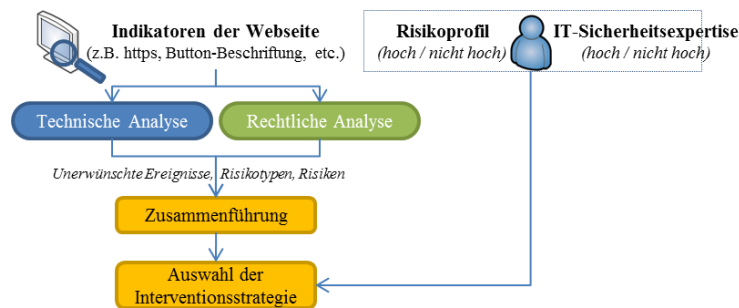 Indikatoren der Webseite
(z.B. https, Button-Beschriftung, etc.)
Risikoprofil
(hoch / nicht hoch)
IT-Sicherheitsexpertise
(hoch / nicht hoch)
Technische Analyse
Rechtliche Analyse
Unerwünschte Ereignisse, Risikotypen, Risiken
Zusammenführung
Auswahl der
Interventionsstrategie